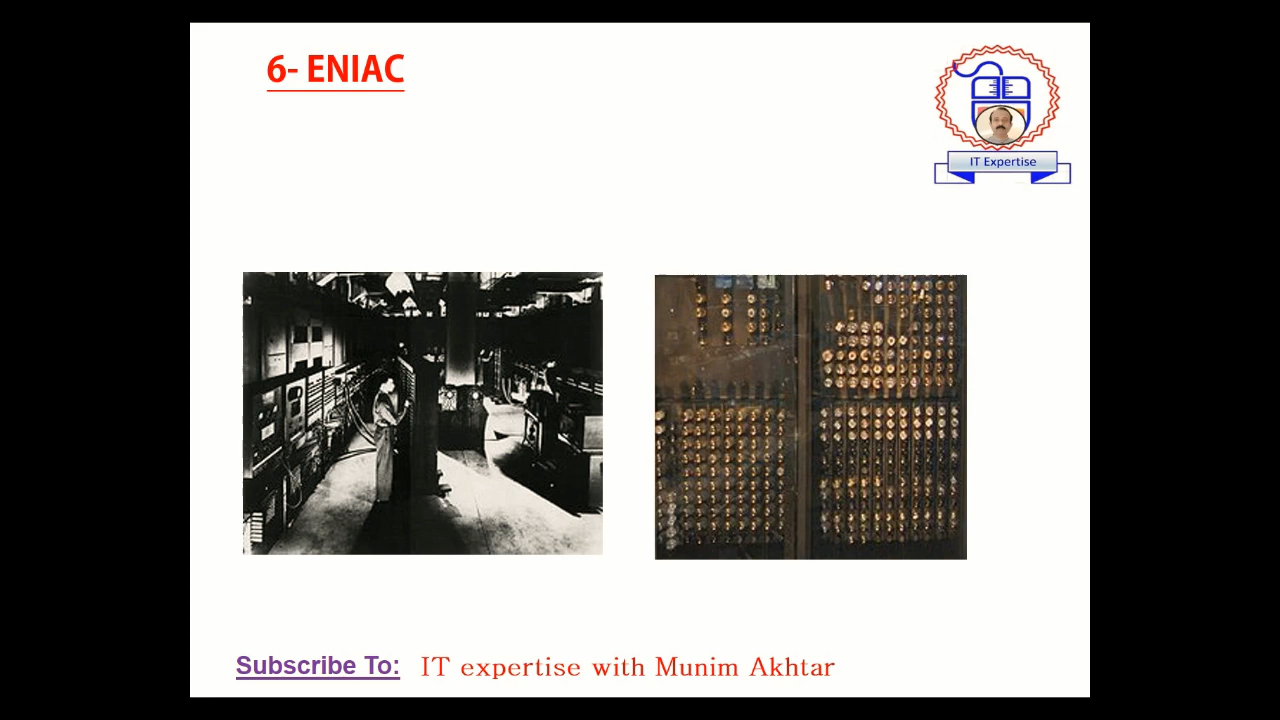 6- ENIAC
IT Expertise
Subscribe To: IT expertise with Munim Akhtar